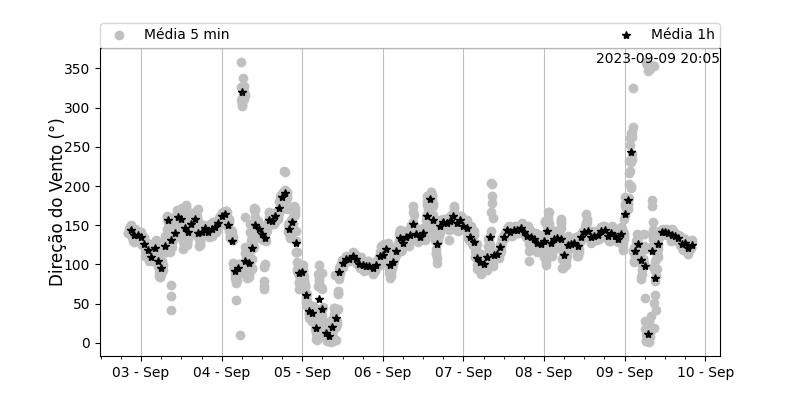 Média 5 min
Média 1h
2023-09-09 20:05
Direção do Vento (°)
350
300
250
200
150
100
50
0
03 - Sep
04 - Sep
05 - Sep
06 - Sep
07 - Sep
08 - Sep
09 - Sep
10 - Sep